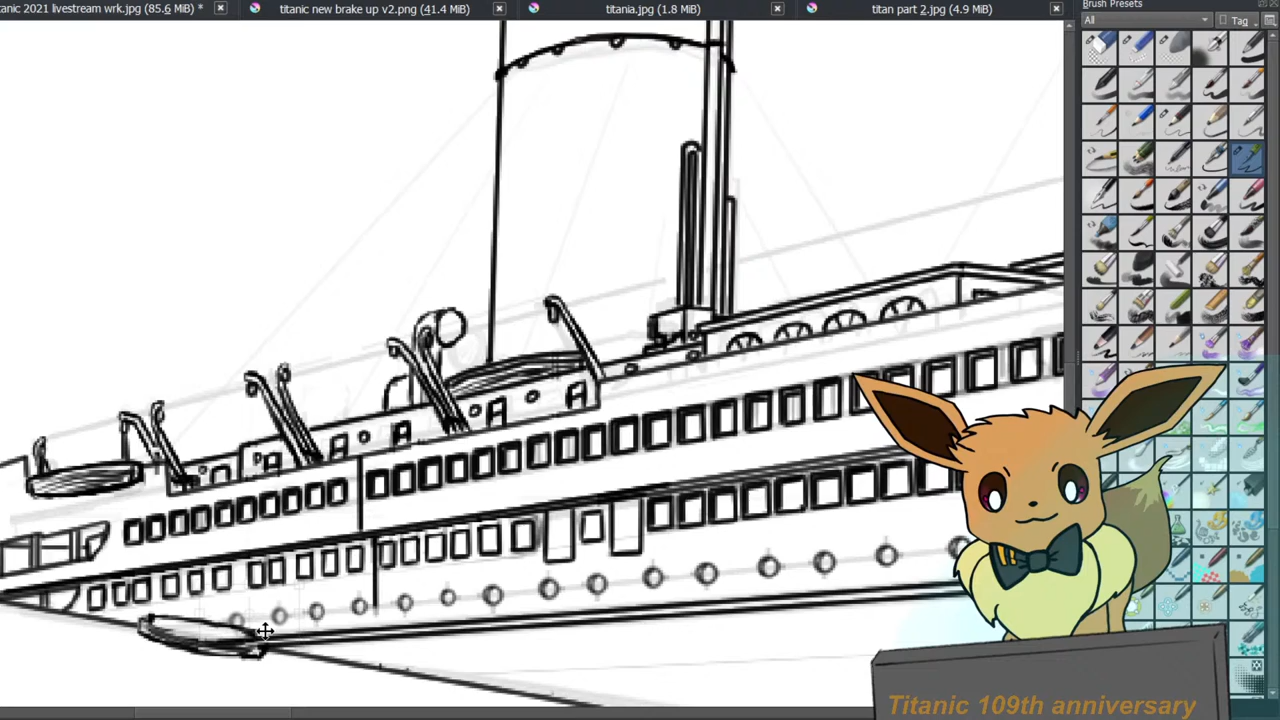 anic 2021 livestream wrk.jpg (85.6 MiB) *
titanic new brake up v2.png (41.4 MiB)
titania.jpg (1.8 MiB)
titan part 2.jpg (4.9 MiB)
Brush Presets
All
Tag
Titanic 109th anniversary